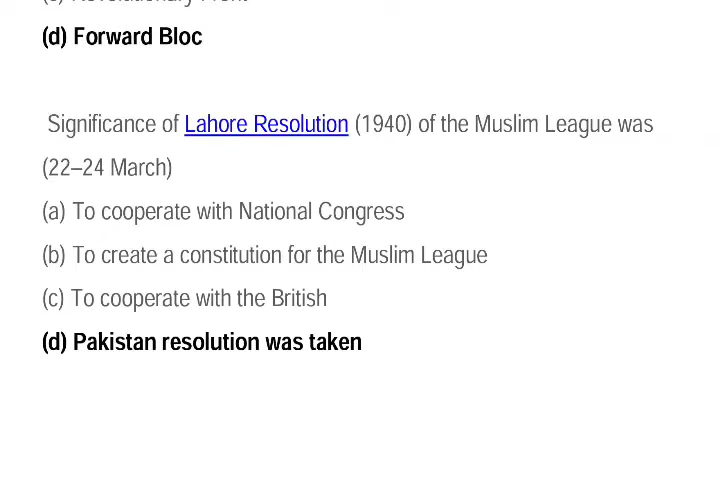 (d) Forward Bloc
Significance of Lahore Resolution (1940) of the Muslim League was
(22–24 March)
(a) To cooperate with National Congress
(b) To create a constitution for the Muslim League
(c) To cooperate with the British
(d) Pakistan resolution was taken